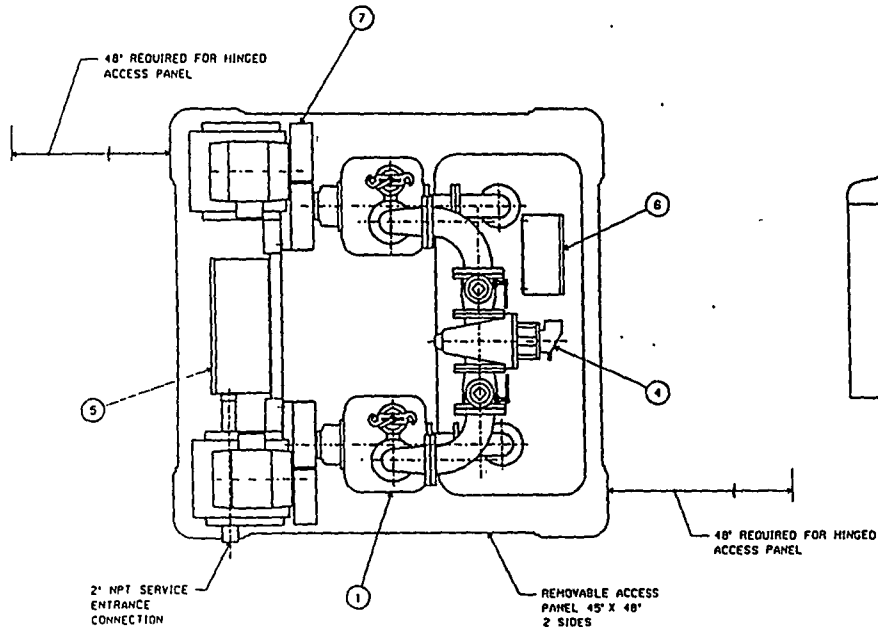 7
48" REQUIRED FOR HINGED
ACCESS PANEL
6
4
5
48" REQUIRED FOR HINGED
ACCESS PANEL
2" NPT SERVICE
ENTRANCE
CONNECTION
1
REMOVABLE ACCESS
PANEL 45" X 48"
2 SIDES